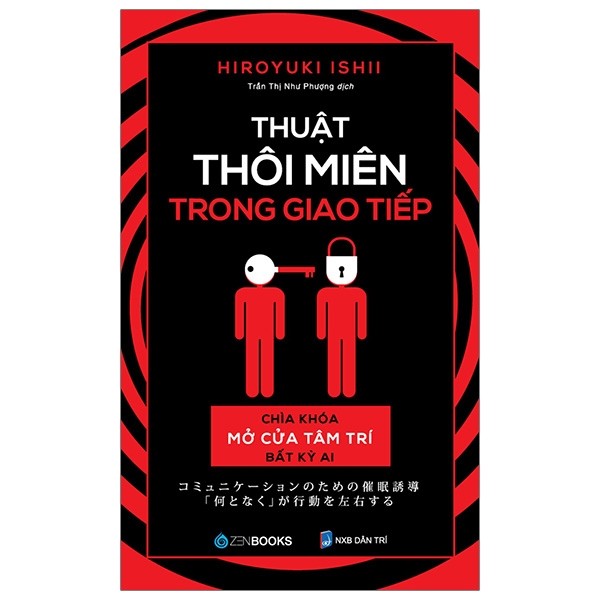 HIROYUKI ISHII
Trần Thị Như Phượng dịch
THUẬT
THÔI MIÊN
TRONG GIAO TIẾP
CHÌA KHÓA
MỞ CỬA TÂM TRÍ
BẤT KỲ AI
コミュニケーションのための催眠誘導
「何となく」が行動を左右する
ZENBOOKS
NXB DÂN TRÍ